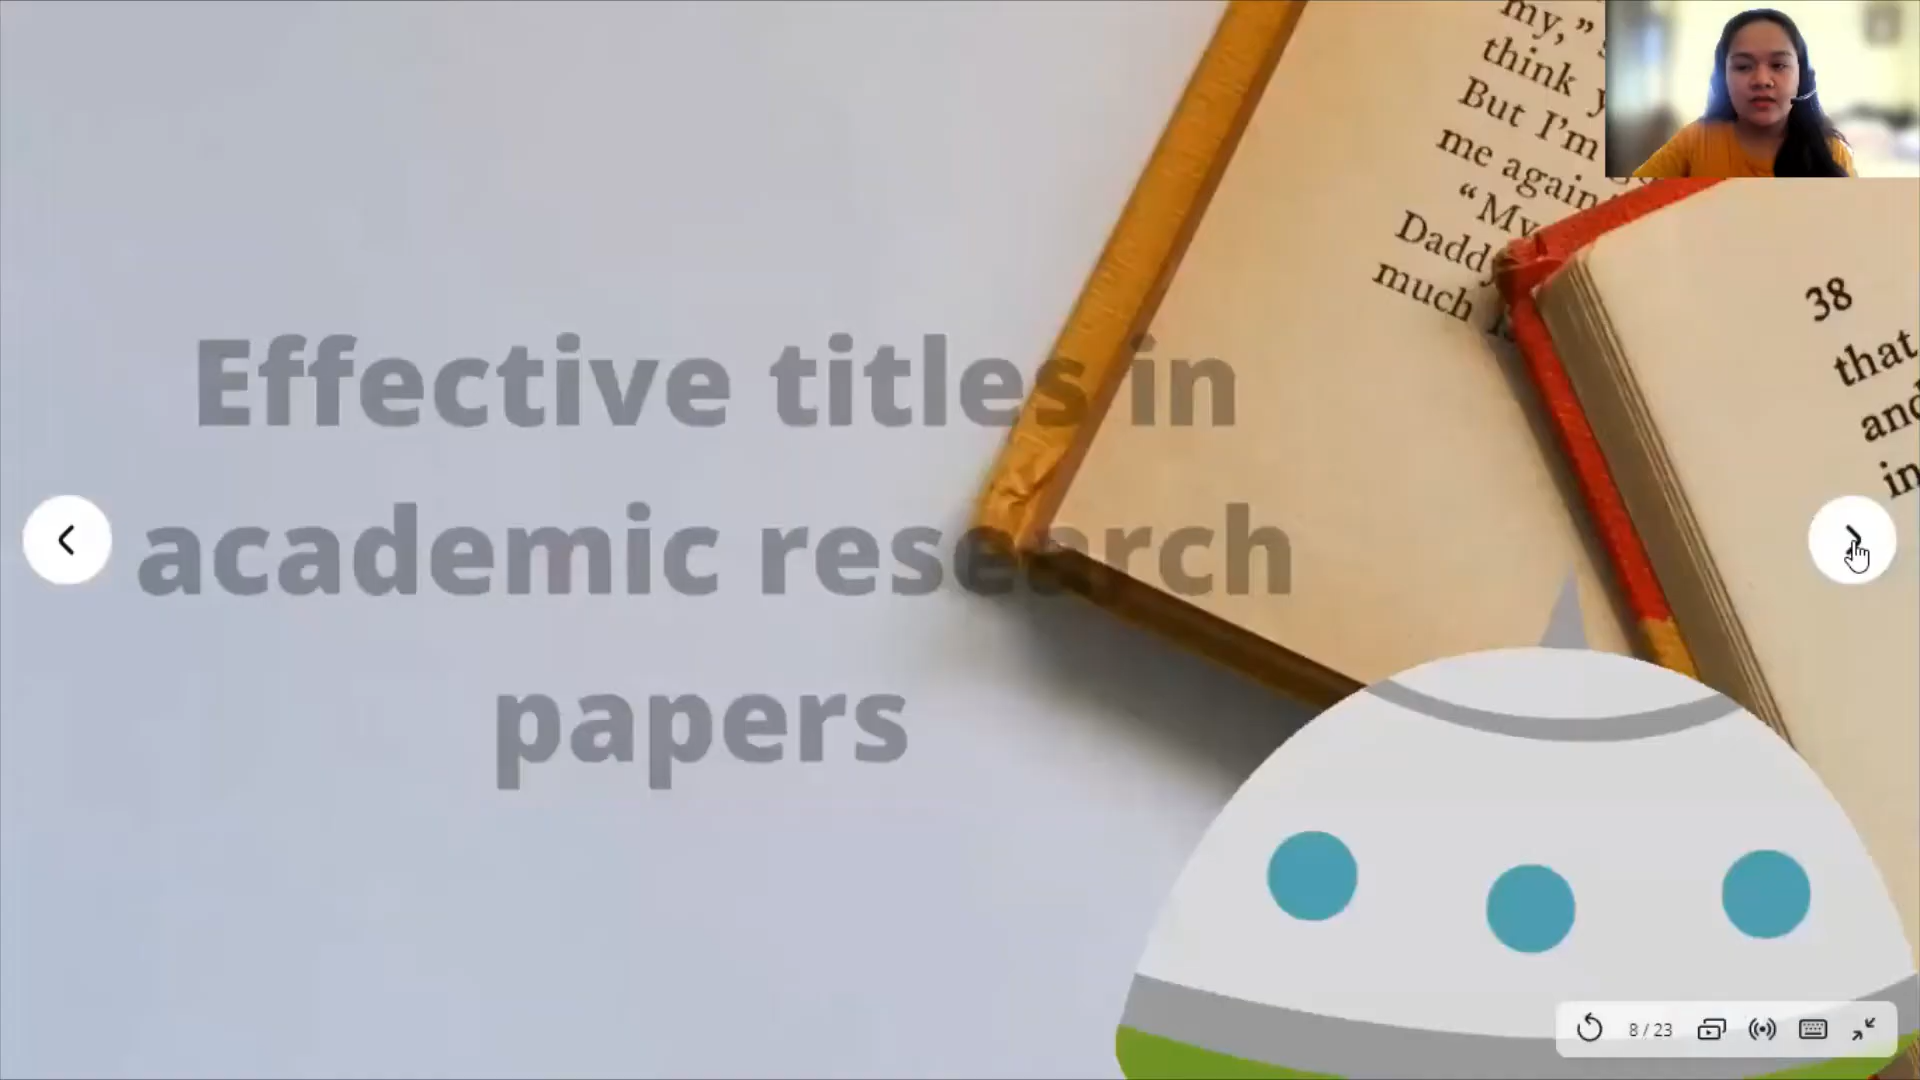 my,”
think
But I’m
me again
“My
Daddy
much
38
that
and
in
Effective titles in
academic research
papers
8 / 23